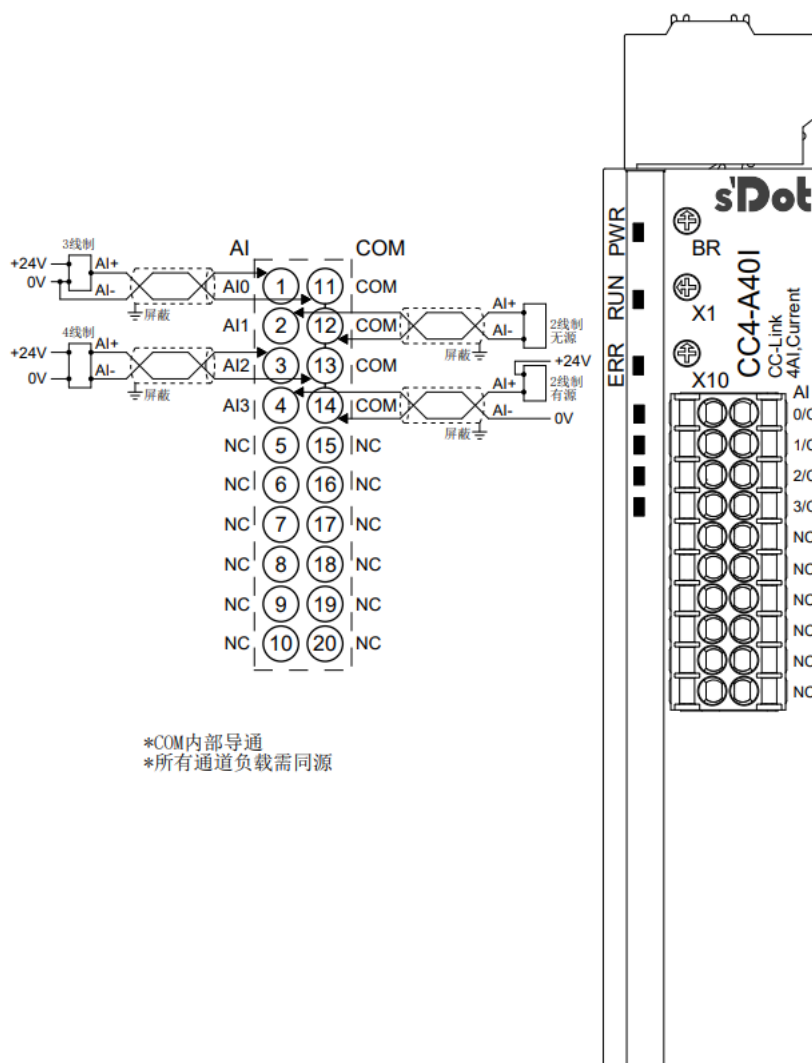 AI COM
3线制
+24V
0V
AI+
AI-
屏蔽
AI0 1 11 COM
AI1 2 12 COM
AI+
AI-
屏蔽
2线制
无源
4线制
+24V
0V
AI+
AI-
屏蔽
AI2 3 13 COM
AI3 4 14 COM
+24V
AI+
AI-
0V
屏蔽
2线制
有源
NC 5 15 NC
NC 6 16 NC
NC 7 17 NC
NC 8 18 NC
NC 9 19 NC
NC 10 20 NC
*COM内部导通
*所有通道负载需同源
s'Dot
PWR
RUN
ERR
BR
X1
X10
CC4-A40I
CC-Link
4AI,Current
AI
0/C
1/C
2/C
3/C
NC
NC
NC
NC
NC
NC